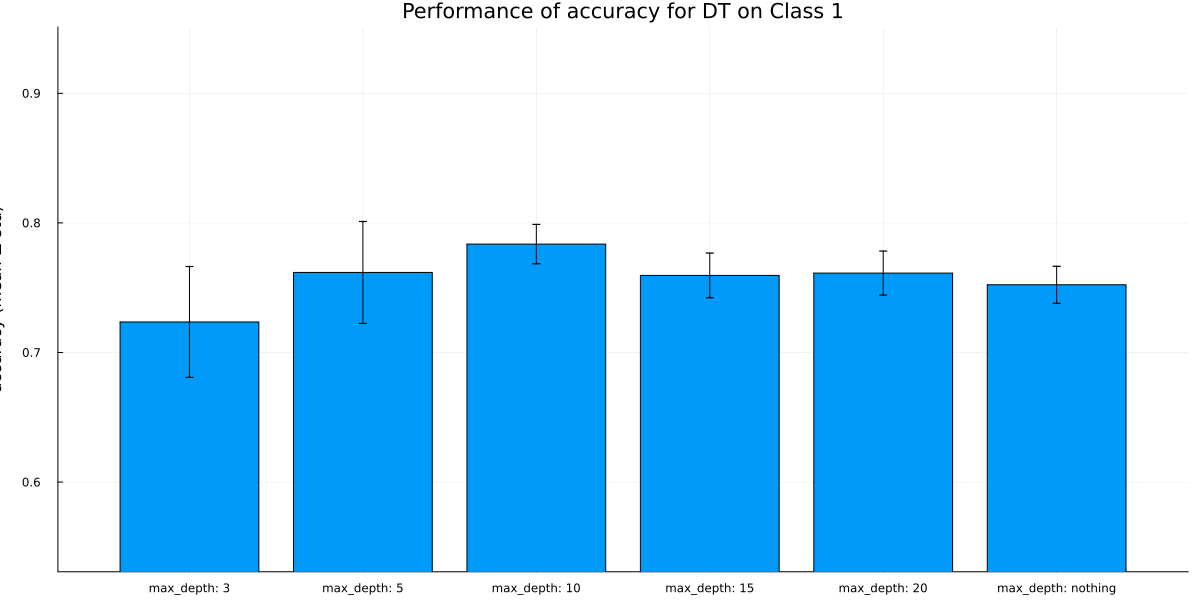 Performance of accuracy for DT on Class 1
0.9
0.8
0.7
0.6
max_depth: 3 max_depth: 5 max_depth: 10 max_depth: 15 max_depth: 20 max_depth: nothing